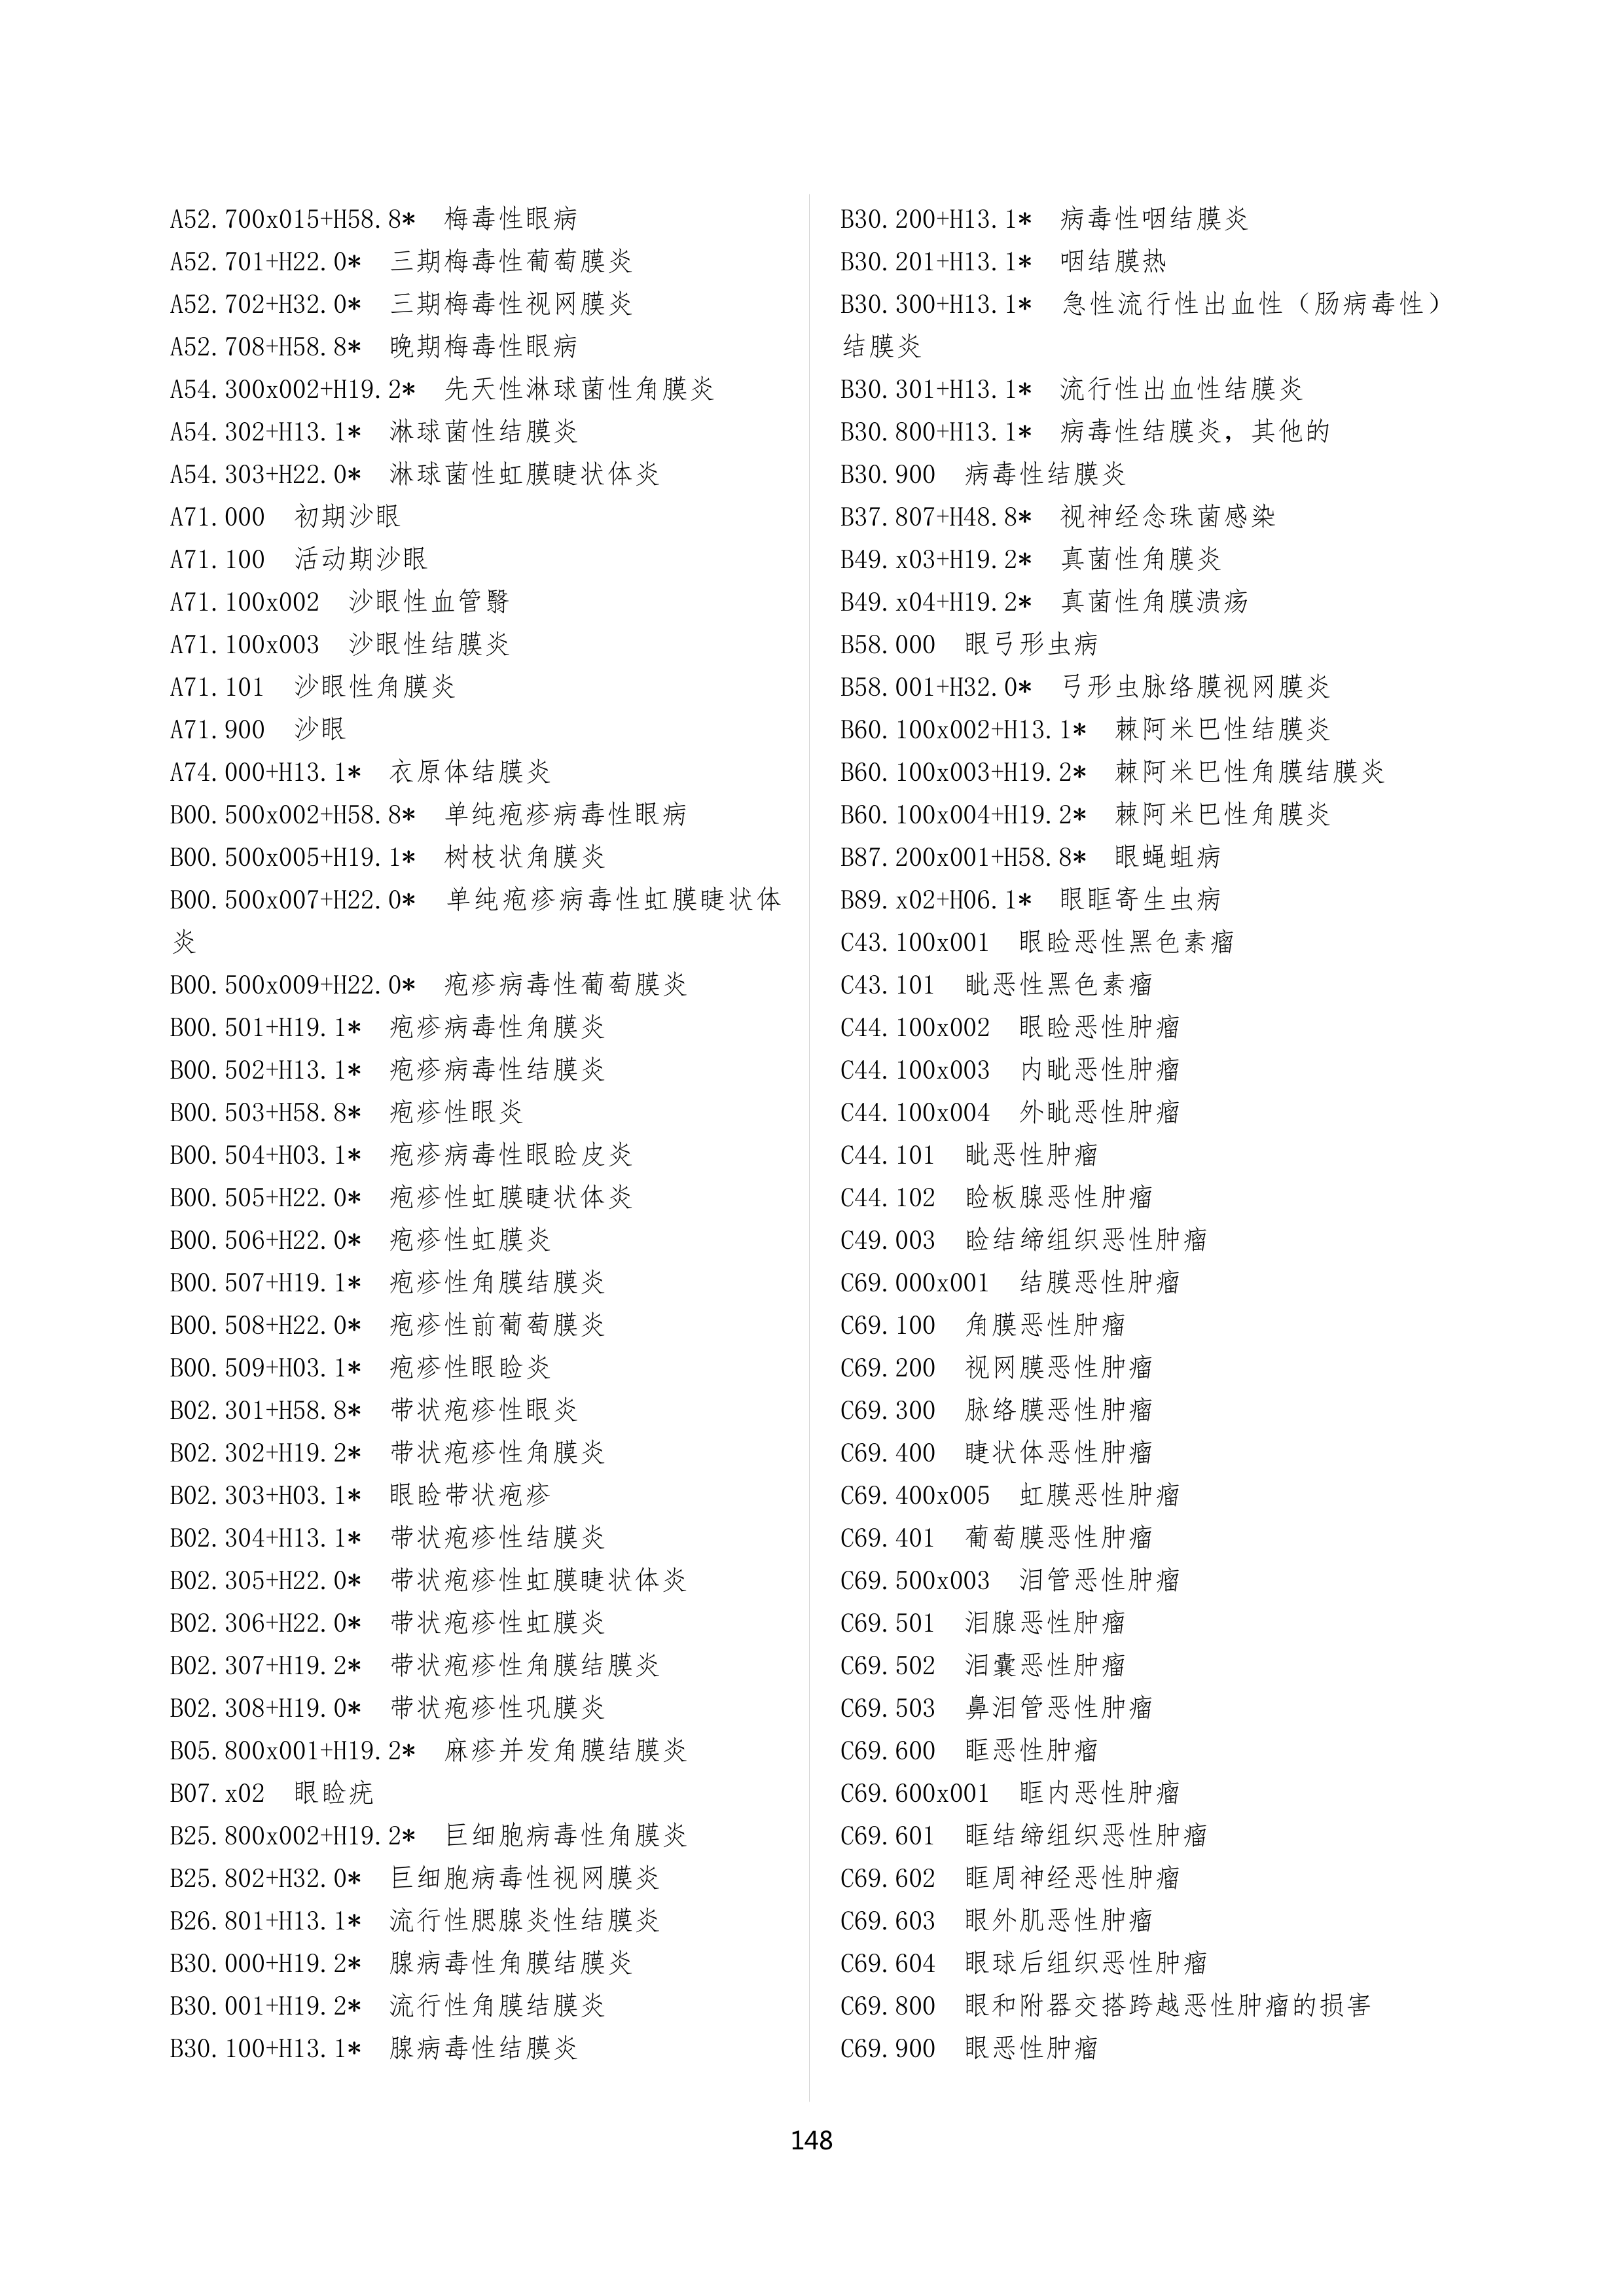 A52.700x015+H58.8*　梅毒性眼病
A52.701+H22.0*　三期梅毒性葡萄膜炎
A52.702+H32.0*　三期梅毒性视网膜炎
A52.708+H58.8*　晚期梅毒性眼病
A54.300x002+H19.2*　先天性淋球菌性角膜炎
A54.302+H13.1*　淋球菌性结膜炎
A54.303+H22.0*　淋球菌性虹膜睫状体炎
A71.000　初期沙眼
A71.100　活动期沙眼
A71.100x002　沙眼性血管翳
A71.100x003　沙眼性结膜炎
A71.101　沙眼性角膜炎
A71.900　沙眼
A74.000+H13.1*　衣原体结膜炎
B00.500x002+H58.8*　单纯疱疹病毒性眼病
B00.500x005+H19.1*　树枝状角膜炎
B00.500x007+H22.0*　单纯疱疹病毒性虹膜睫状体
炎
B00.500x009+H22.0*　疱疹病毒性葡萄膜炎
B00.501+H19.1*　疱疹病毒性角膜炎
B00.502+H13.1*　疱疹病毒性结膜炎
B00.503+H58.8*　疱疹性眼炎
B00.504+H03.1*　疱疹病毒性眼睑皮炎
B00.505+H22.0*　疱疹性虹膜睫状体炎
B00.506+H22.0*　疱疹性虹膜炎
B00.507+H19.1*　疱疹性角膜结膜炎
B00.508+H22.0*　疱疹性前葡萄膜炎
B00.509+H03.1*　疱疹性眼睑炎
B02.301+H58.8*　带状疱疹性眼炎
B02.302+H19.2*　带状疱疹性角膜炎
B02.303+H03.1*　眼睑带状疱疹
B02.304+H13.1*　带状疱疹性结膜炎
B02.305+H22.0*　带状疱疹性虹膜睫状体炎
B02.306+H22.0*　带状疱疹性虹膜炎
B02.307+H19.2*　带状疱疹性角膜结膜炎
B02.308+H19.0*　带状疱疹性巩膜炎
B05.800x001+H19.2*　麻疹并发角膜结膜炎
B07.x02　眼睑疣
B25.800x002+H19.2*　巨细胞病毒性角膜炎
B25.802+H32.0*　巨细胞病毒性视网膜炎
B26.801+H13.1*　流行性腮腺炎性结膜炎
B30.000+H19.2*　腺病毒性角膜结膜炎
B30.001+H19.2*　流行性角膜结膜炎
B30.100+H13.1*　腺病毒性结膜炎
B30.200+H13.1*　病毒性咽结膜炎
B30.201+H13.1*　咽结膜热
B30.300+H13.1*　急性流行性出血性（肠病毒性）
结膜炎
B30.301+H13.1*　流行性出血性结膜炎
B30.800+H13.1*　病毒性结膜炎，其他的
B30.900　病毒性结膜炎
B37.807+H48.8*　视神经念珠菌感染
B49.x03+H19.2*　真菌性角膜炎
B49.x04+H19.2*　真菌性角膜溃疡
B58.000　眼弓形虫病
B58.001+H32.0*　弓形虫脉络膜视网膜炎
B60.100x002+H13.1*　棘阿米巴性结膜炎
B60.100x003+H19.2*　棘阿米巴性角膜结膜炎
B60.100x004+H19.2*　棘阿米巴性角膜炎
B87.200x001+H58.8*　眼蝇蛆病
B89.x02+H06.1*　眼眶寄生虫病
C43.100x001　眼睑恶性黑色素瘤
C43.101　眦恶性黑色素瘤
C44.100x002　眼睑恶性肿瘤
C44.100x003　内眦恶性肿瘤
C44.100x004　外眦恶性肿瘤
C44.101　眦恶性肿瘤
C44.102　睑板腺恶性肿瘤
C49.003　睑结缔组织恶性肿瘤
C69.000x001　结膜恶性肿瘤
C69.100　角膜恶性肿瘤
C69.200　视网膜恶性肿瘤
C69.300　脉络膜恶性肿瘤
C69.400　睫状体恶性肿瘤
C69.400x005　虹膜恶性肿瘤
C69.401　葡萄膜恶性肿瘤
C69.500x003　泪管恶性肿瘤
C69.501　泪腺恶性肿瘤
C69.502　泪囊恶性肿瘤
C69.503　鼻泪管恶性肿瘤
C69.600　眶恶性肿瘤
C69.600x001　眶内恶性肿瘤
C69.601　眶结缔组织恶性肿瘤
C69.602　眶周神经恶性肿瘤
C69.603　眼外肌恶性肿瘤
C69.604　眼球后组织恶性肿瘤
C69.800　眼和附器交搭跨越恶性肿瘤的损害
C69.900　眼恶性肿瘤
148